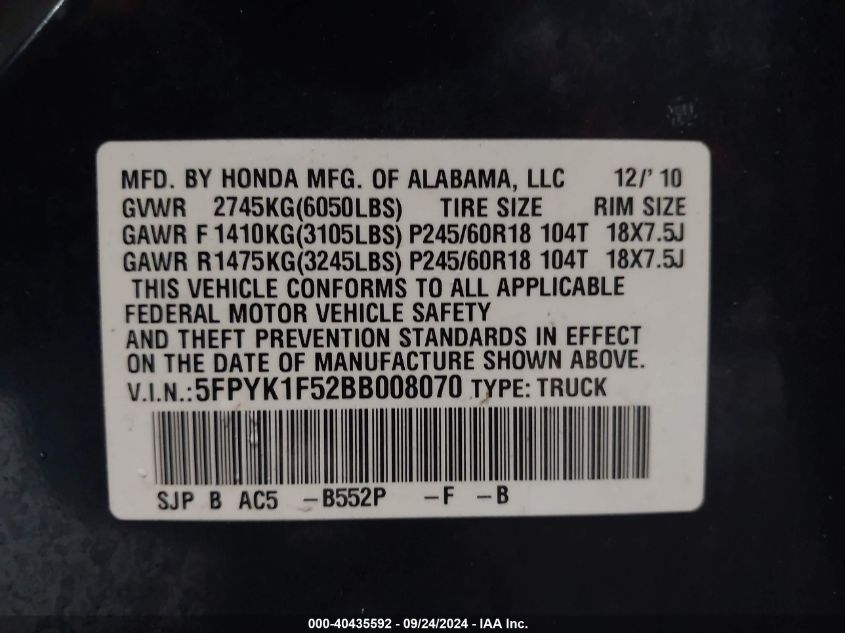 MFD. BY HONDA MFG. OF ALABAMA, LLC 12/'10
GVWR 2745KG(6050LBS) TIRE SIZE RIM SIZE
GAWR F 1410KG(3105LBS) P245/60R18 104T 18X7.5J
GAWR R1475KG(3245LBS) P245/60R18 104T 18X7.5J
THIS VEHICLE CONFORMS TO ALL APPLICABLE
FEDERAL MOTOR VEHICLE SAFETY
AND THEFT PREVENTION STANDARDS IN EFFECT
ON THE DATE OF MANUFACTURE SHOWN ABOVE.
V.I.N.:5FPYK1F52BB008070 TYPE: TRUCK
SJP B AC5 -B552P -F -B
000-40435592 - 09/24/2024 - IAA Inc.